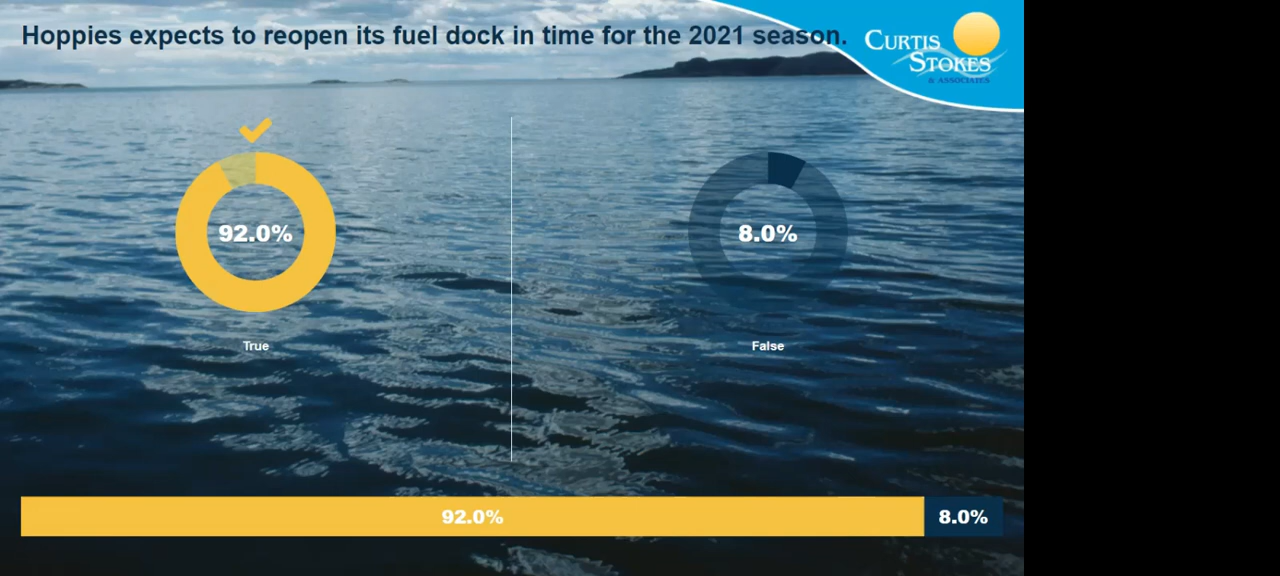 Hoppies expects to reopen its fuel dock in time for the 2021 season.
CURTIS
STOKES
& ASSOCIATES
92.0%
8.0%
True
False
92.0%
8.0%